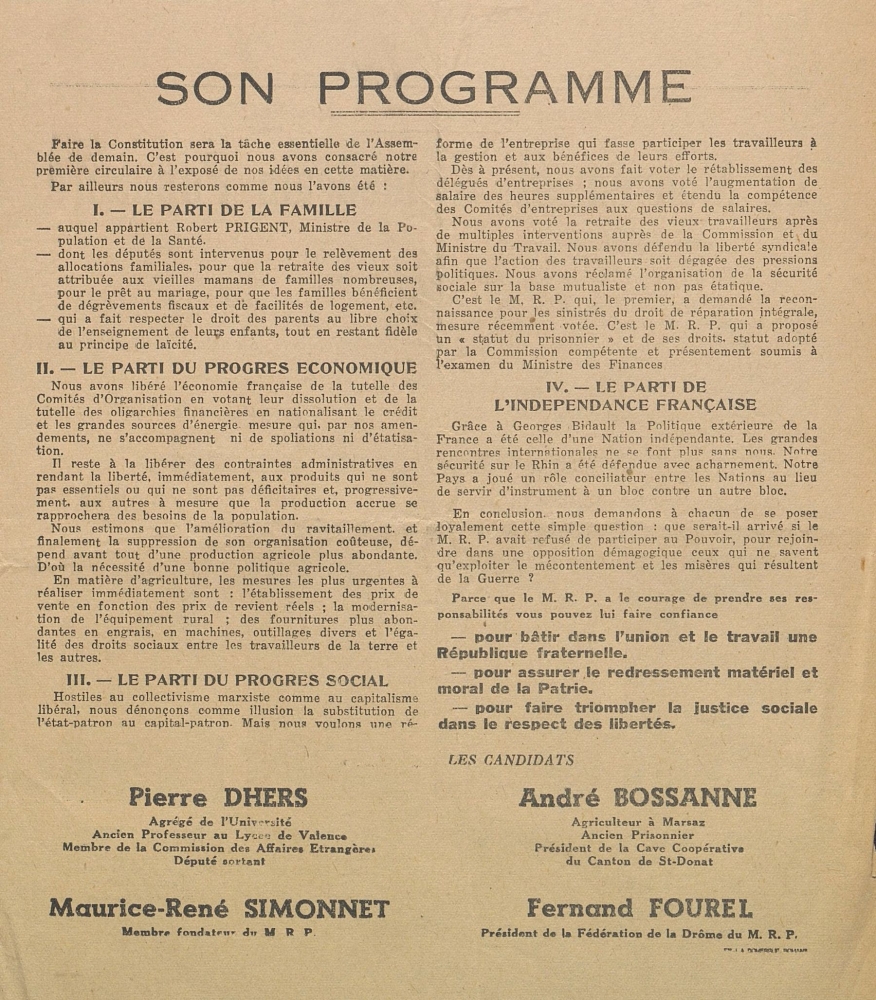 SON PROGRAMME
Faire la Constitution sera la tâche essentielle de l'Assem-
blée de demain. C'est pourquoi nous avons consacré notre
première circulaire à l'exposé de nos idées en cette matière.
Par ailleurs nous resterons comme nous l'avons été :
I. — LE PARTI DE LA FAMILLE
— auquel appartient Robert PRIGENT, Ministre de la Po-
pulation et de la Santé.
— dont les députés sont intervenus pour le relèvement des
allocations familiales, pour que la retraite des vieux soit
attribuée aux vieilles mamans de familles nombreuses,
pour le prêt au mariage, pour que les familles bénéficient
de dégrèvements fiscaux et de facilités de logement, etc.
— qui a fait respecter le droit des parents au libre choix
de l'enseignement de leurs enfants, tout en restant fidèle
au principe de laïcité.
II. — LE PARTI DU PROGRES ECONOMIQUE
Nous avons libéré l'économie française de la tutelle des
Comités d'Organisation en votant leur dissolution et de la
tutelle des oligarchies financières en nationalisant le crédit
et les grandes sources d'énergie, mesure qui, par nos amen-
dements, ne s'accompagnent ni de spoliations ni d'étatisa-
tion.
Il reste à la libérer des contraintes administratives en
rendant la liberté, immédiatement, aux produits qui ne sont
pas essentiels ou qui ne sont pas déficitaires et, progressive-
ment, aux autres à mesure que la production accrue se
rapprochera des besoins de la population.
Nous estimons que l'amélioration du ravitaillement, et
finalement la suppression de son organisation coûteuse, dé-
pend avant tout d'une production agricole plus abondante.
D'où la nécessité d'une bonne politique agricole.
En matière d'agriculture, les mesures les plus urgentes à
réaliser immédiatement sont : l'établissement des prix de
vente en fonction des prix de revient réels ; la modernisa-
tion de l'équipement rural ; des fournitures plus abon-
dantes en engrais, en machines, outillages divers et l'éga-
lité des droits sociaux entre les travailleurs de la terre et
les autres.
III. — LE PARTI DU PROGRES SOCIAL
Hostiles au collectivisme marxiste comme au capitalisme
libéral, nous dénonçons comme illusion la substitution de
l'état-patron au capital-patron. Mais nous voulons une ré-
forme de l'entreprise qui fasse participer les travailleurs à
la gestion et aux bénéfices de leurs efforts.
Dès à présent, nous avons fait voter le rétablissement des
délégués d'entreprises ; nous avons voté l'augmentation de
salaire des heures supplémentaires et étendu la compétence
des Comités d'entreprises aux questions de salaires.
Nous avons voté la retraite des vieux travailleurs après
de multiples interventions auprès de la Commission et du
Ministre du Travail. Nous avons défendu la liberté syndicale
afin que l'action des travailleurs soit dégagée des pressions
politiques. Nous avons réclamé l'organisation de la sécurité
sociale sur la base mutualiste et non pas étatique.
C'est le M. R. P. qui, le premier, a demandé la recon-
naissance pour les sinistrés du droit de réparation intégrale,
mesure récemment votée. C'est le M. R. P. qui a proposé
un « statut du prisonnier » et de ses droits, statut adopté
par la Commission compétente et présentement soumis à
l'examen du Ministre des Finances
IV. — LE PARTI DE
L'INDEPENDANCE FRANÇAISE
Grâce à Georges Bidault la Politique extérieure de la
France a été celle d'une Nation indépendante. Les grandes
rencontres internationales ne se font plus sans nous. Notre
sécurité sur le Rhin a été défendue avec acharnement. Notre
Pays a joué un rôle conciliateur entre les Nations au lieu
de servir d'instrument à un bloc contre un autre bloc.
En conclusion, nous demandons à chacun de se poser
loyalement cette simple question : que serait-il arrivé si le
M. R. P. avait refusé de participer au Pouvoir, pour rejoin-
dre dans une opposition démagogique ceux qui ne savent
qu'exploiter le mécontentement et les misères qui résultent
de la Guerre ?
Parce que le M. R. P. a le courage de prendre ses res-
ponsabilités vous pouvez lui faire confiance
— pour bâtir dans l'union et le travail une
République fraternelle.
— pour assurer le redressement matériel et
moral de la Patrie.
— pour faire triompher la justice sociale
dans le respect des libertés.
LES CANDIDATS
Pierre DHERS
Agrégé de l'Université
Ancien Professeur au Lycée de Valence
Membre de la Commission des Affaires Etrangères
Député sortant
André BOSSANNE
Agriculteur à Marsaz
Ancien Prisonnier
Président de la Cave Coopérative
du Canton de St-Donat
Maurice-René SIMONNET
Membre fondateur du M R P.
Fernand FOUREL
Président de la Fédération de la Drôme du M. R. P.